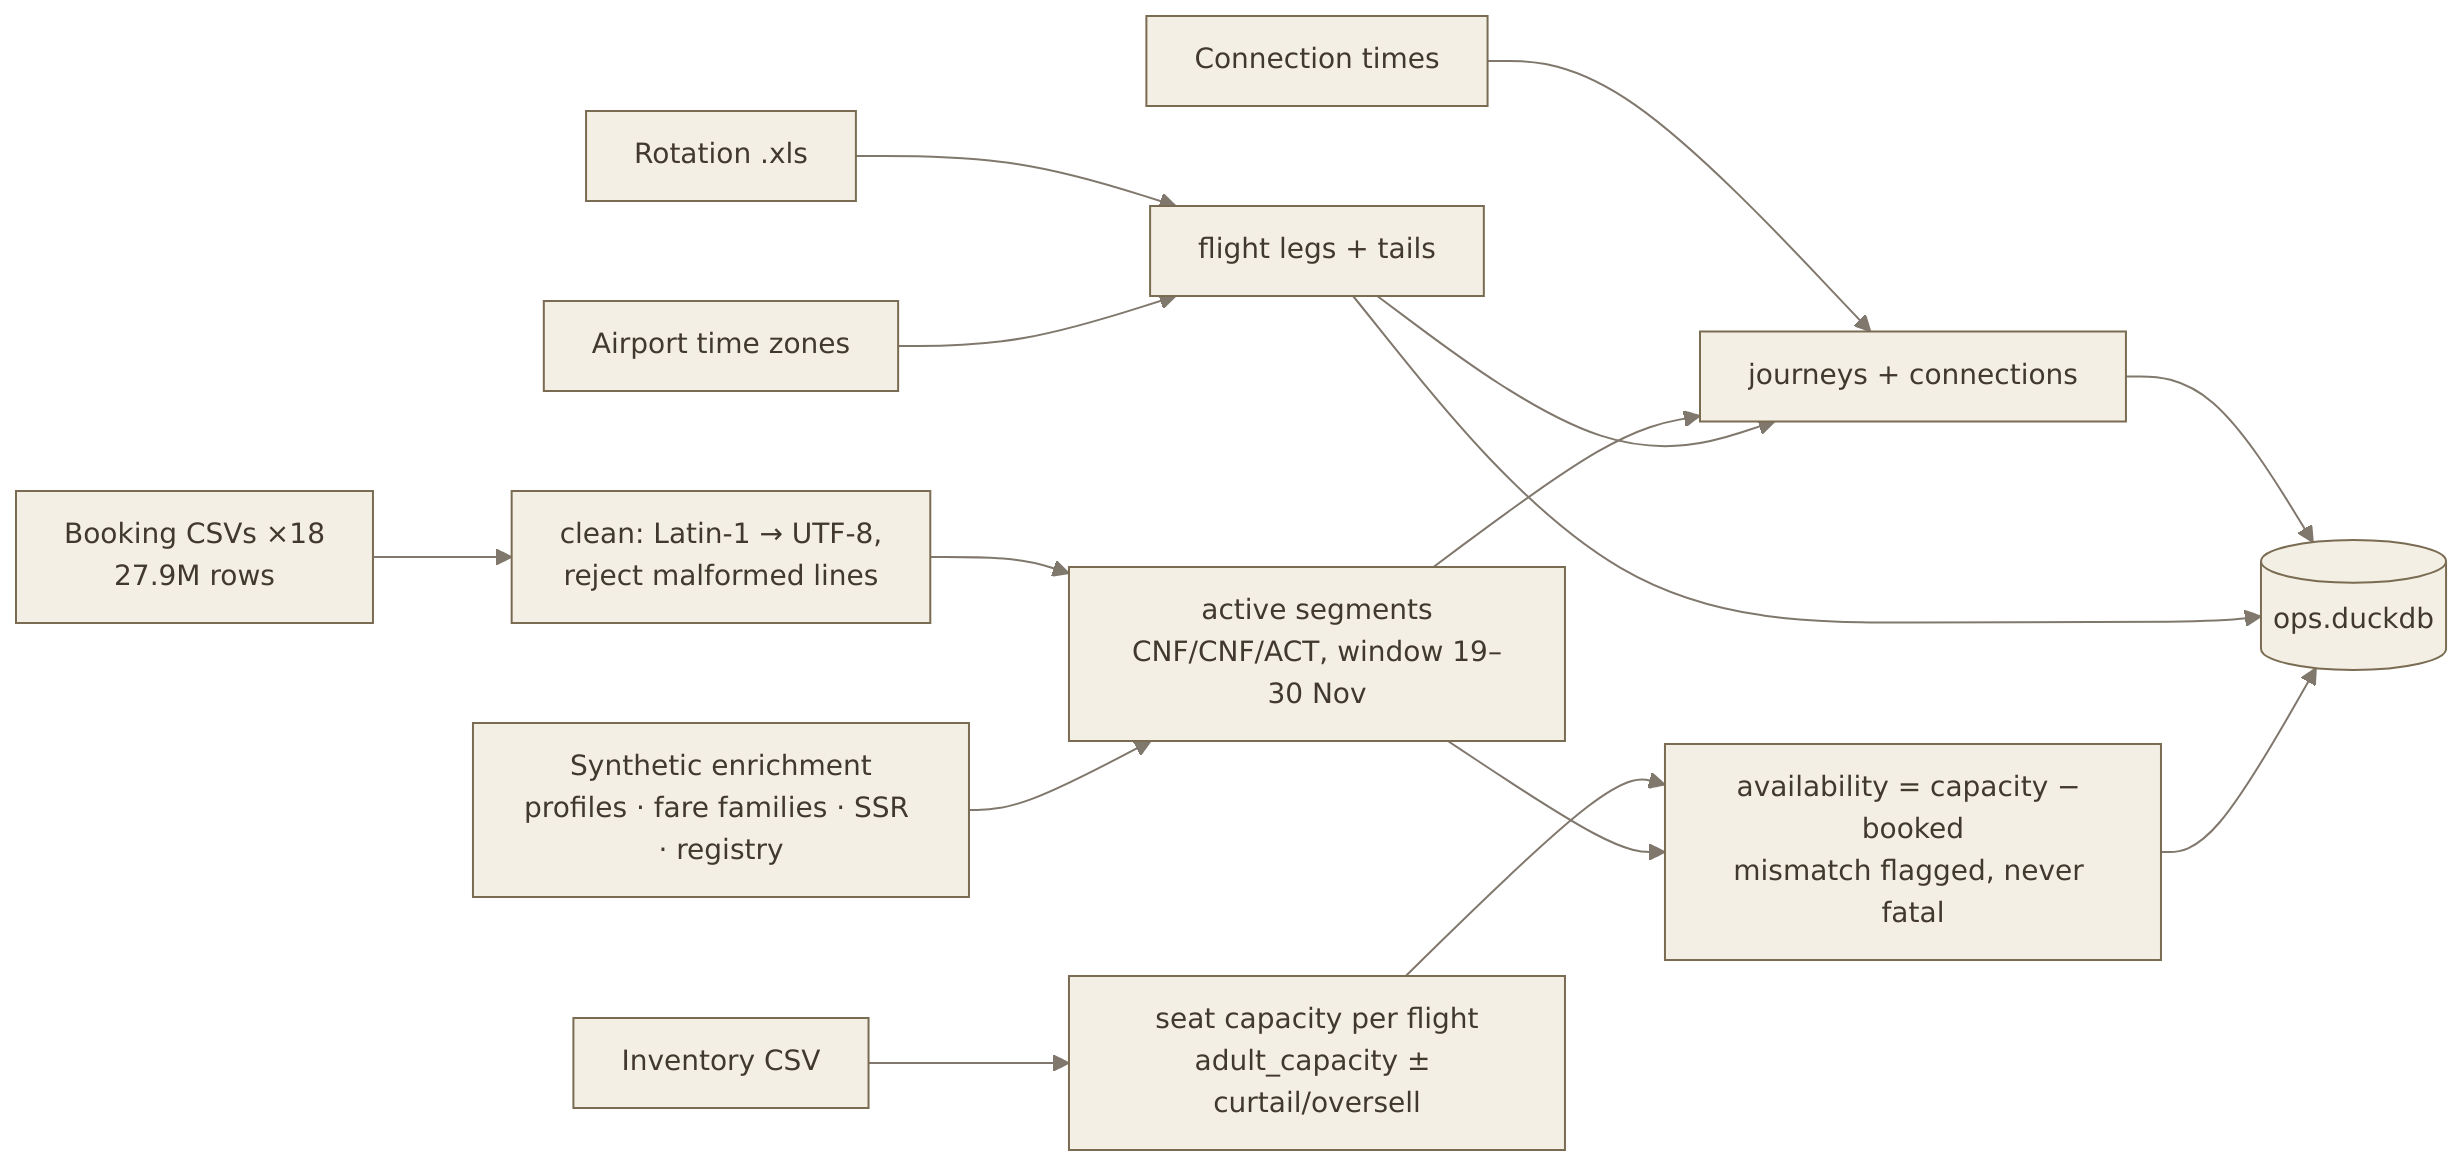 Connection times
Rotation .xls
flight legs + tails
Airport time zones
journeys + connections
Booking CSVs ×18
27.9M rows
clean: Latin-1 → UTF-8,
reject malformed lines
active segments
CNF/CNF/ACT, window 19–
30 Nov
ops.duckdb
Synthetic enrichment
profiles · fare families · SSR
· registry
availability = capacity −
booked
mismatch flagged, never
fatal
Inventory CSV
seat capacity per flight
adult_capacity ±
curtail/oversell